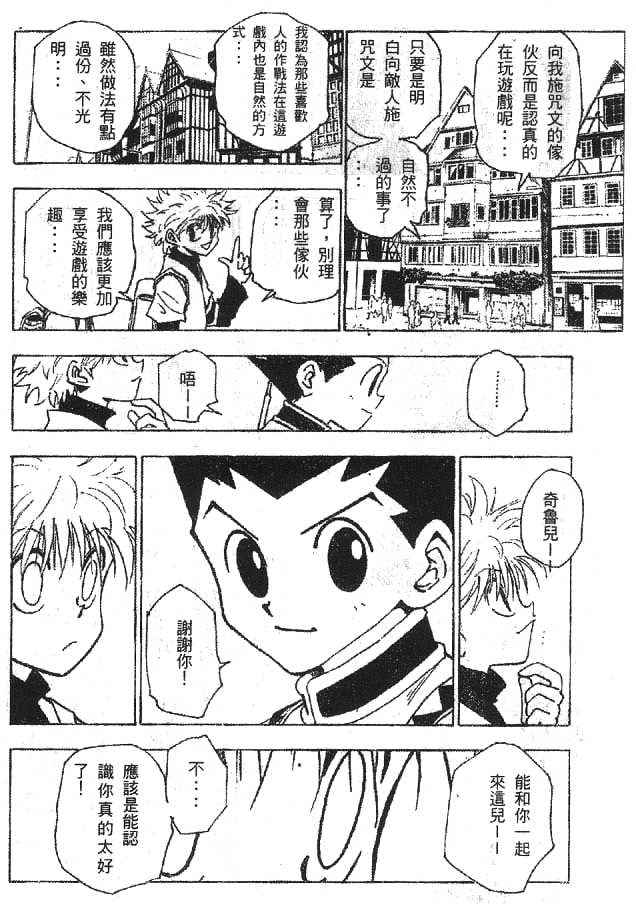 向我施咒文的傢
伙反而是認真的
在玩遊戲呢．．．
只要是明
白向敵人施
咒文是
自然不
過的事了
．．．
我認為那些喜歡
人的作戰法在這遊
戲內也是自然的方
式．．．
雖然做法有點
過份、不光
明．．．
算了，別理
會那些傢伙
．．．
我們應該更加
享受遊戲的樂
趣．．．
………
唔——
奇魯兒——
謝謝你！
能和你一起
來這兒——
不．．．．
應該是能認
識你真的太好
了！